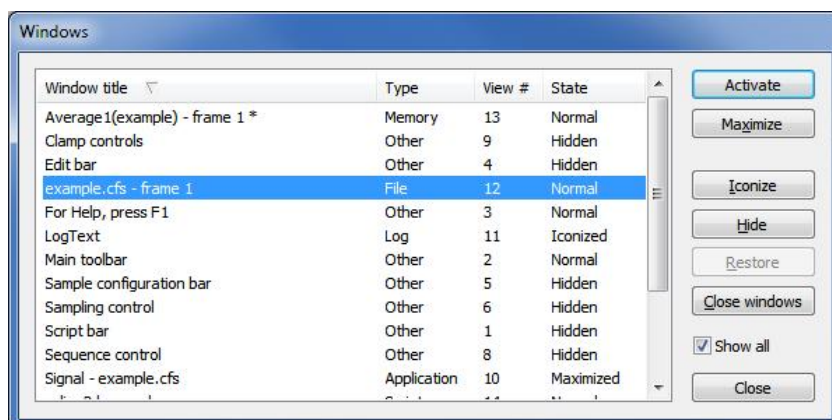 Windows
Window title Type View # State
Average1(example) - frame 1 * Memory 13 Normal
Clamp controls Other 9 Hidden
Edit bar Other 4 Hidden
example.cfs - frame 1 File 12 Normal
For Help, press F1 Other 3 Normal
LogText Log 11 Iconized
Main toolbar Other 2 Normal
Sample configuration bar Other 5 Hidden
Sampling control Other 6 Hidden
Script bar Other 1 Hidden
Sequence control Other 8 Hidden
Signal - example.cfs Application 10 Maximized
Activate
Maximize
Iconize
Hide
Restore
Close windows
Show all
Close